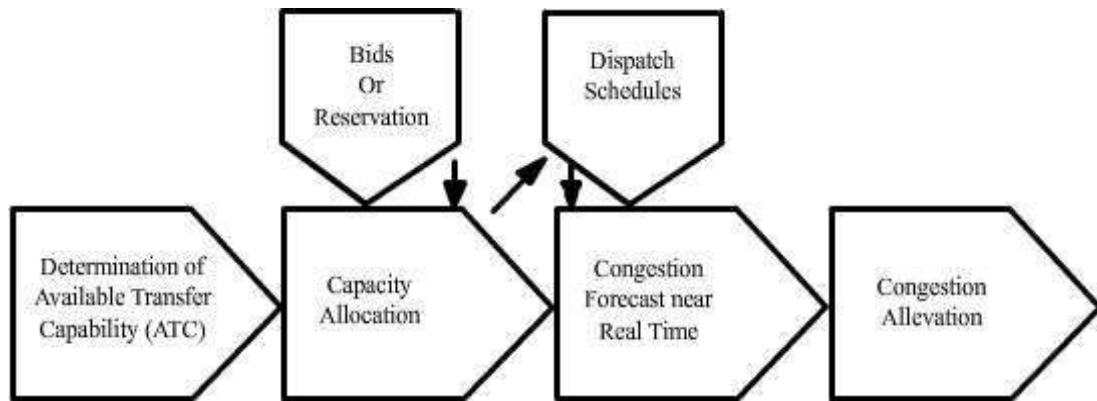 Bids
Or
Reservation
Dispatch
Schedules
Determination of
Available Transfer
Capability (ATC)
Capacity
Allocation
Congestion
Forecast near
Real Time
Congestion
Allevation